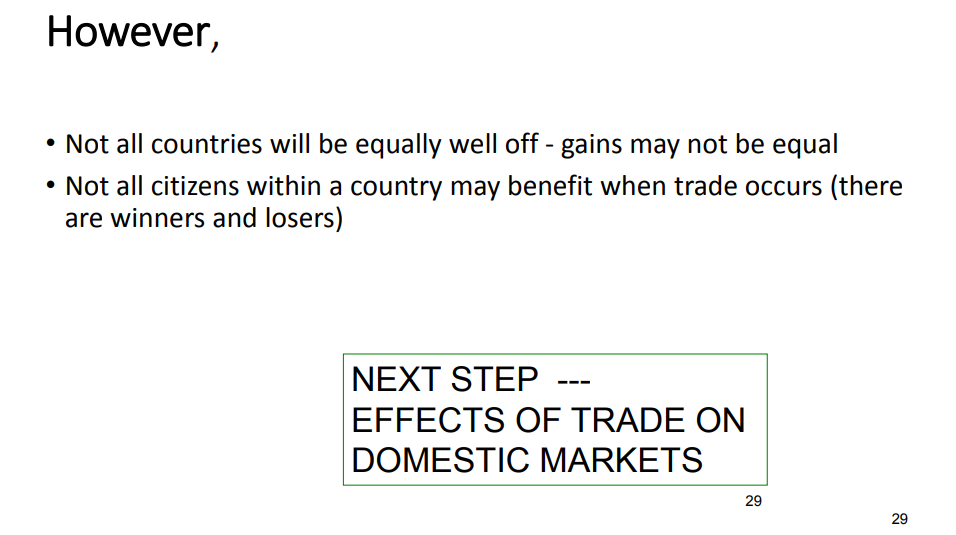 However,
• Not all countries will be equally well off - gains may not be equal
• Not all citizens within a country may benefit when trade occurs (there
are winners and losers)
NEXT STEP ---
EFFECTS OF TRADE ON
DOMESTIC MARKETS
29
29